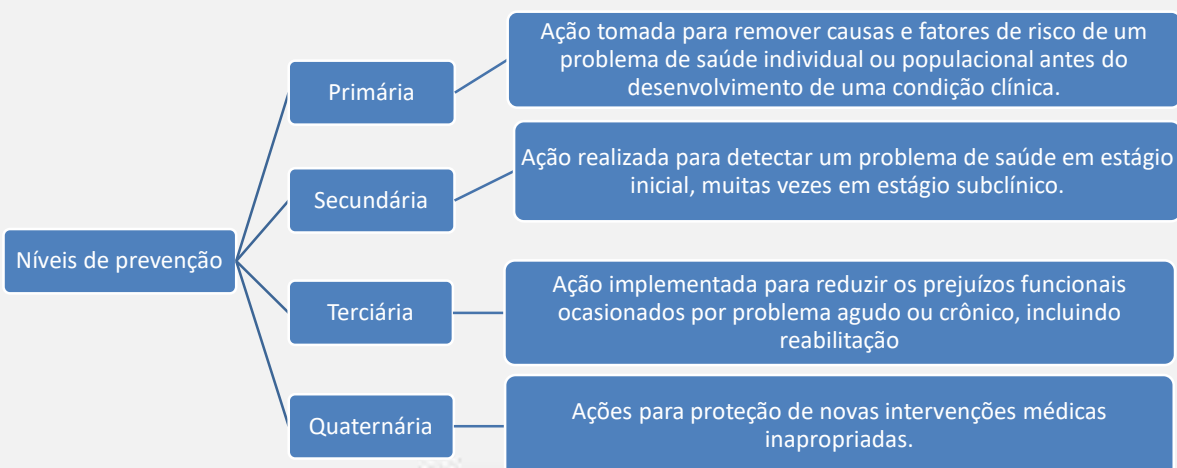 Níveis de prevenção
Primária
Ação tomada para remover causas e fatores de risco de um
problema de saúde individual ou populacional antes do
desenvolvimento de uma condição clínica.
Secundária
Ação realizada para detectar um problema de saúde em estágio
inicial, muitas vezes em estágio subclínico.
Terciária
Ação implementada para reduzir os prejuízos funcionais
ocasionados por problema agudo ou crônico, incluindo
reabilitação
Quaternária
Ações para proteção de novas intervenções médicas
inapropriadas.